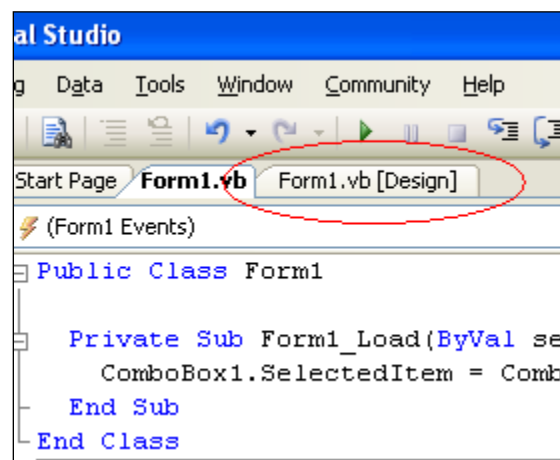 al Studio
g Data Tools Window Community Help
Start Page Form1.vb Form1.vb [Design]
(Form1 Events)
Public Class Form1
Private Sub Form1_Load(ByVal se
ComboBox1.SelectedItem = Comb
End Sub
End Class